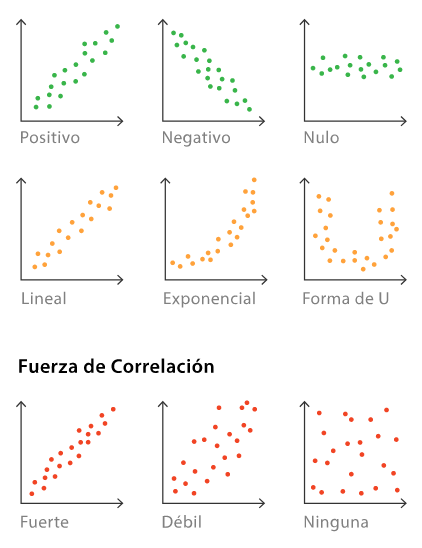 Positivo Negativo Nulo
Lineal Exponencial Forma de U
Fuerza de Correlación
Fuerte Débil Ninguna